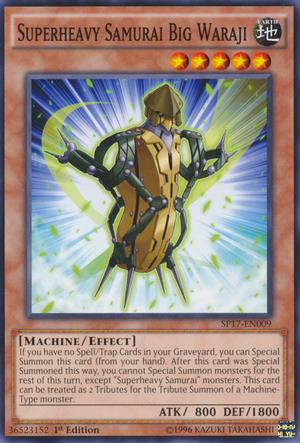 SUPERHEAVY SAMURAI BIG WARAJI
EARTH
地
SP17-EN009
[MACHINE/EFFECT]
If you have no Spell/Trap Cards in your Graveyard, you can Special
Summon this card (from your hand). After this card was Special
Summoned this way, you cannot Special Summon monsters for the
rest of this turn, except "Superheavy Samurai" monsters. This card
can be treated as 2 Tributes for the Tribute Summon of a Machine-
Type monster.
ATK/ 800 DEF/1800
36523152 1st Edition ©1996 KAZUKI TAKAHASHI